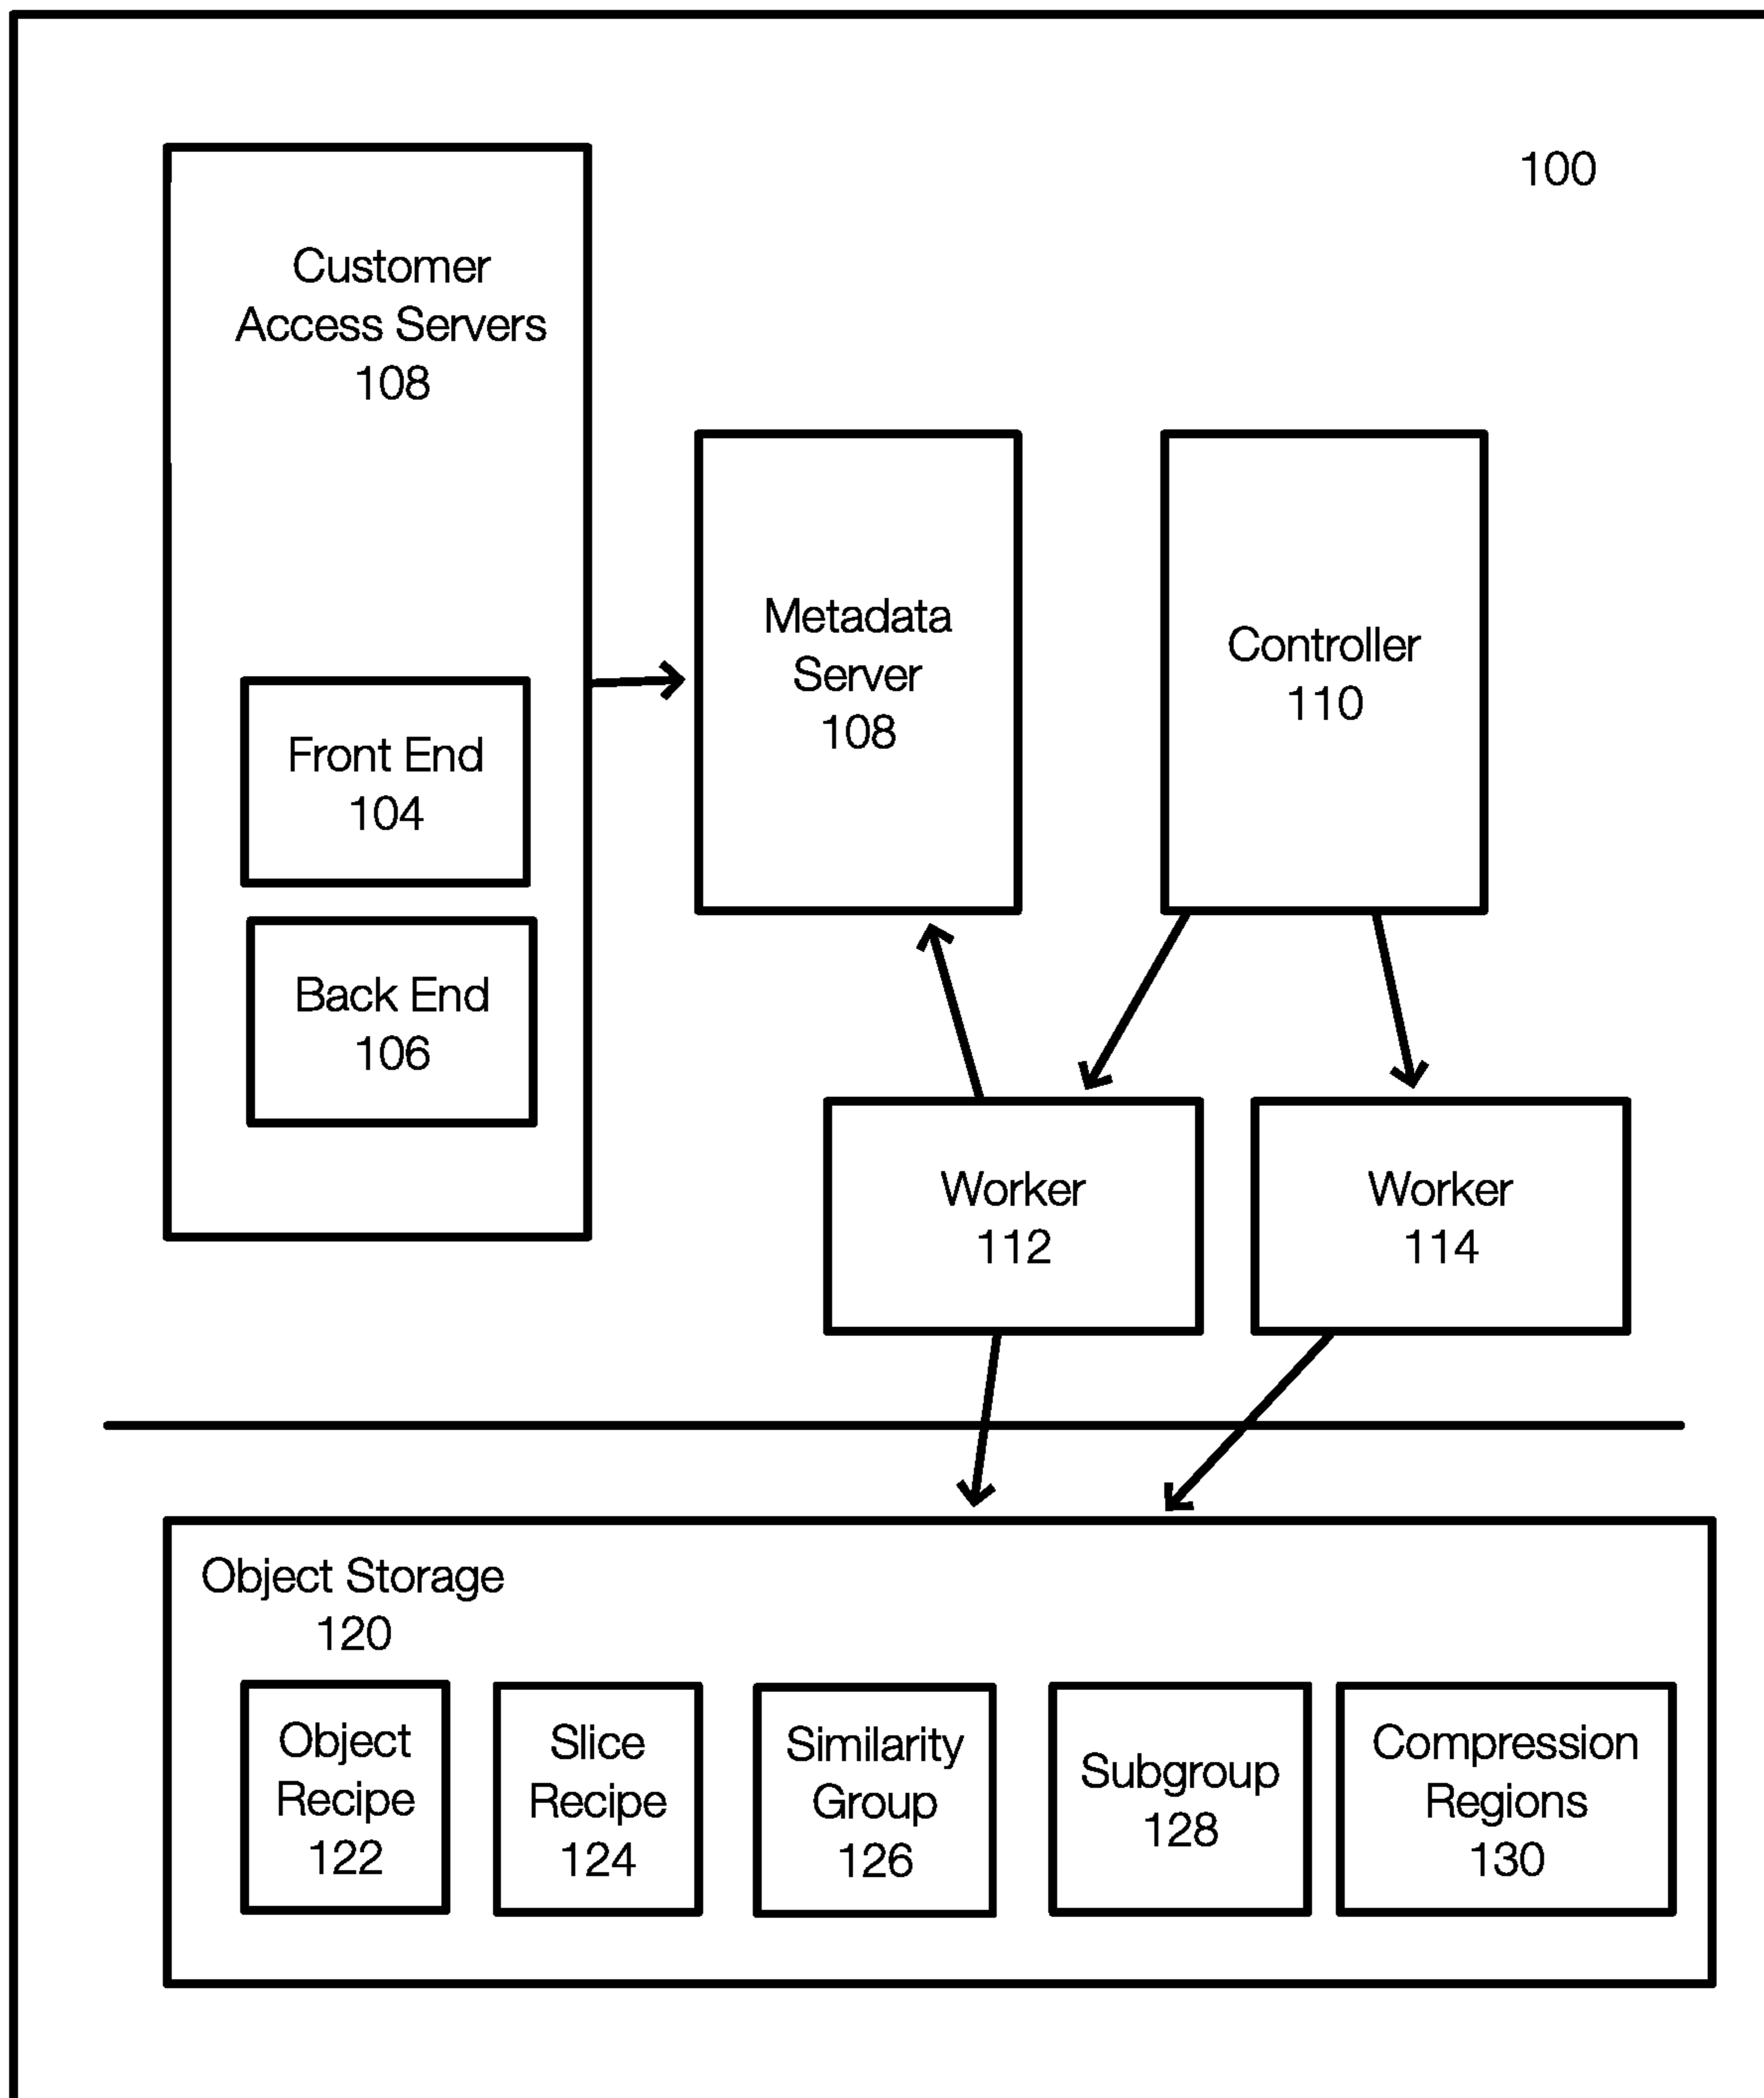 100
Customer
Access Servers
108
Front End
104
Back End
106
Metadata
Server
108
Controller
110
Worker
112
Worker
114
Object Storage
120
Object
Recipe
122
Slice
Recipe
124
Similarity
Group
126
Subgroup
128
Compression
Regions
130